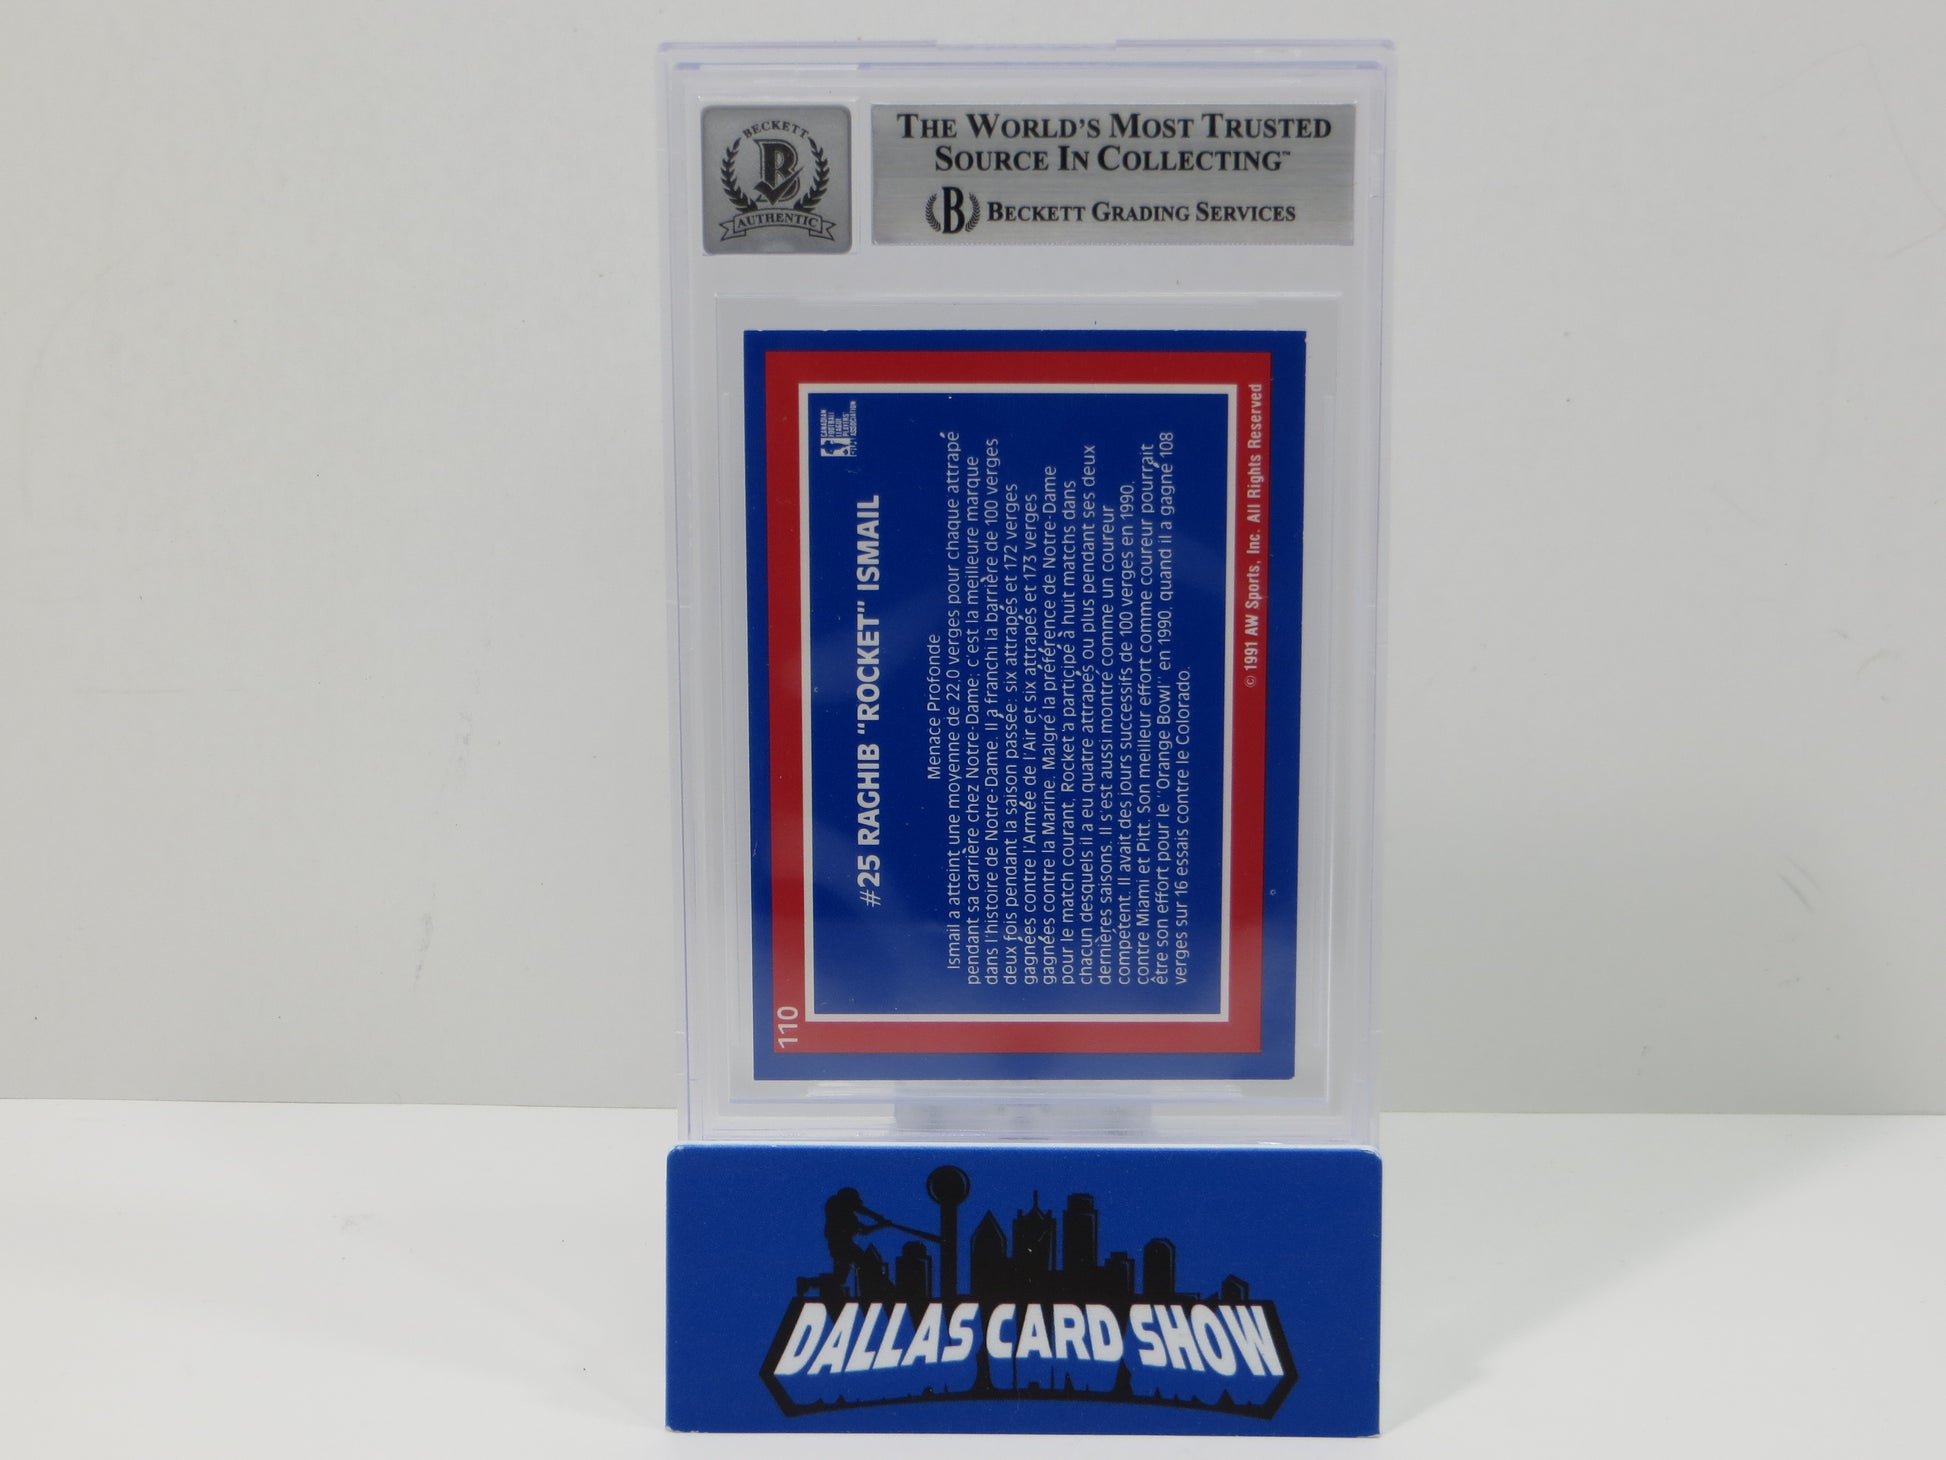 BECKETT
B
AUTHENTIC
THE WORLD'S MOST TRUSTED
SOURCE IN COLLECTING™
B BECKETT GRADING SERVICES
110
CANADIAN
FOOTBALL
LEAGUE
PLAYERS'
ASSOCIATION
#25 RAGHIB "ROCKET" ISMAIL
Menace Profonde
Ismail a atteint une moyenne de 22,0 verges pour chaque attrapé
pendant sa carrière chez Notre-Dame; c'est la meilleure marque
dans l'histoire de Notre-Dame. Il a franchi la barrière de 100 verges
deux fois pendant la saison passée: six attrapés et 172 verges
gagnées contre l'Armée de l'Air et six attrapés et 173 verges
gagnées contre la Marine. Malgré la préférence de Notre-Dame
pour le match courant, Rocket a participé à huit matchs dans
chacun desquels il a eu quatre attrapés ou plus pendant ses deux
dernières saisons. Il s'est aussi montré comme un coureur
compétent. Il avait des jours successifs de 100 verges en 1990,
contre Miami et Pitt. Son meilleur effort comme coureur pourrait
être son effort pour le "Orange Bowl" en 1990, quand il a gagné 108
verges sur 16 essais contre le Colorado.
© 1991 AW Sports, Inc. All Rights Reserved
DALLAS CARD SHOW